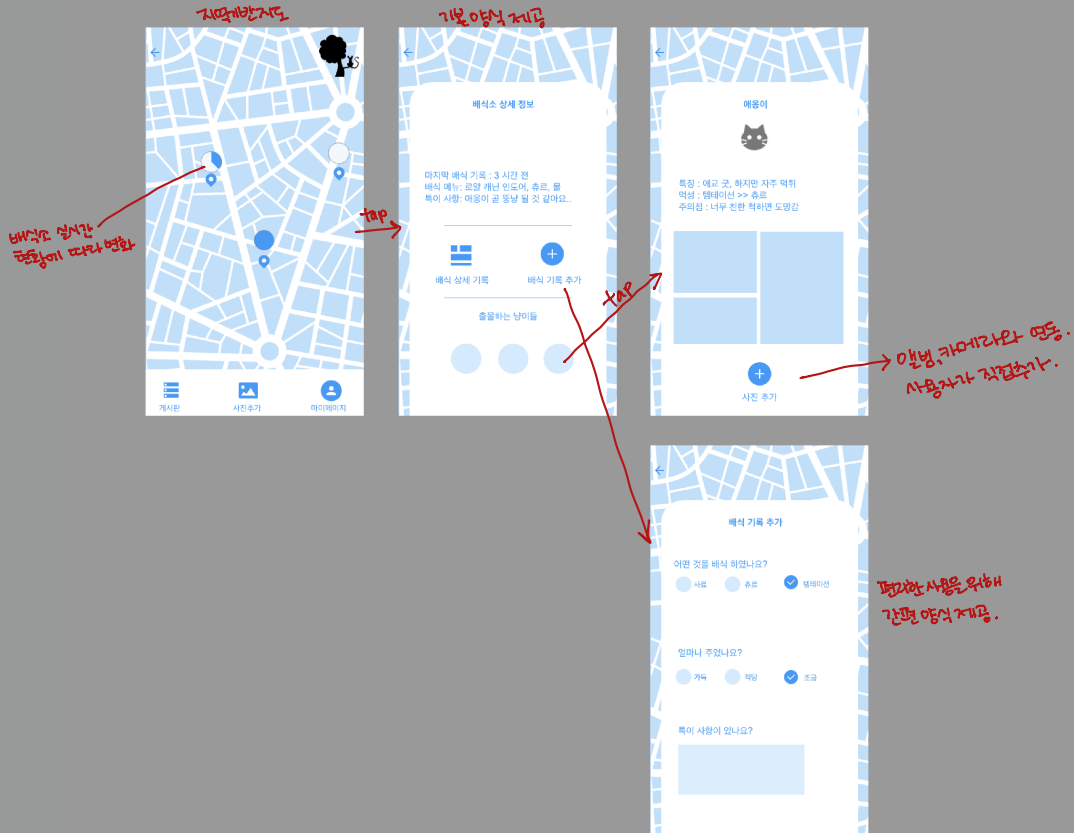 기본 양식 제공
배식소 실시간
현황에 따라 변화
게시판
사진추가
마이페이지
tap
배식소 상세 정보
마지막 배식 기록 : 3 시간 전
배식 메뉴: 로얄 캐닌 인도어, 츄르, 물
특이 사항: 애옹이 곧 뚱냥 될 것 같아요..
배식 상세 기록
배식 기록 추가
출몰하는 냥이들
tap
애옹이
특징 : 애교 굿, 하지만 자주 먹튀
먹성 : 템테이션 >> 츄르
주의점 : 너무 친한 척하면 도망감
사진 추가
앨범, 카메라와 연동.
사용자가 직접추가.
배식 기록 추가
어떤 것을 배식 하였나요?
사료
츄르
템테이션
얼마나 주었나요?
가득
적당
조금
특이 사항이 있나요?
편리한 사용을 위해
간편 양식 제공.